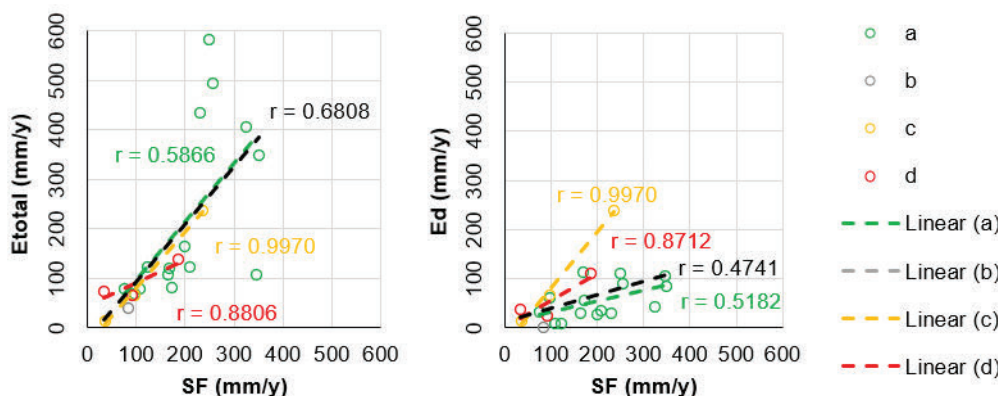 Etotal (mm/y)
600
500
400
300
200
100
0
r = 0.6808
r = 0.5866
r = 0.9970
r = 0.8806
0 100 200 300 400 500 600
SF (mm/y)
Ed (mm/y)
600
500
400
300
200
100
0
r = 0.9970
r = 0.8712
r = 0.4741
r = 0.5182
0 100 200 300 400 500 600
SF (mm/y)
a
b
c
d
Linear (a)
Linear (b)
Linear (c)
Linear (d)